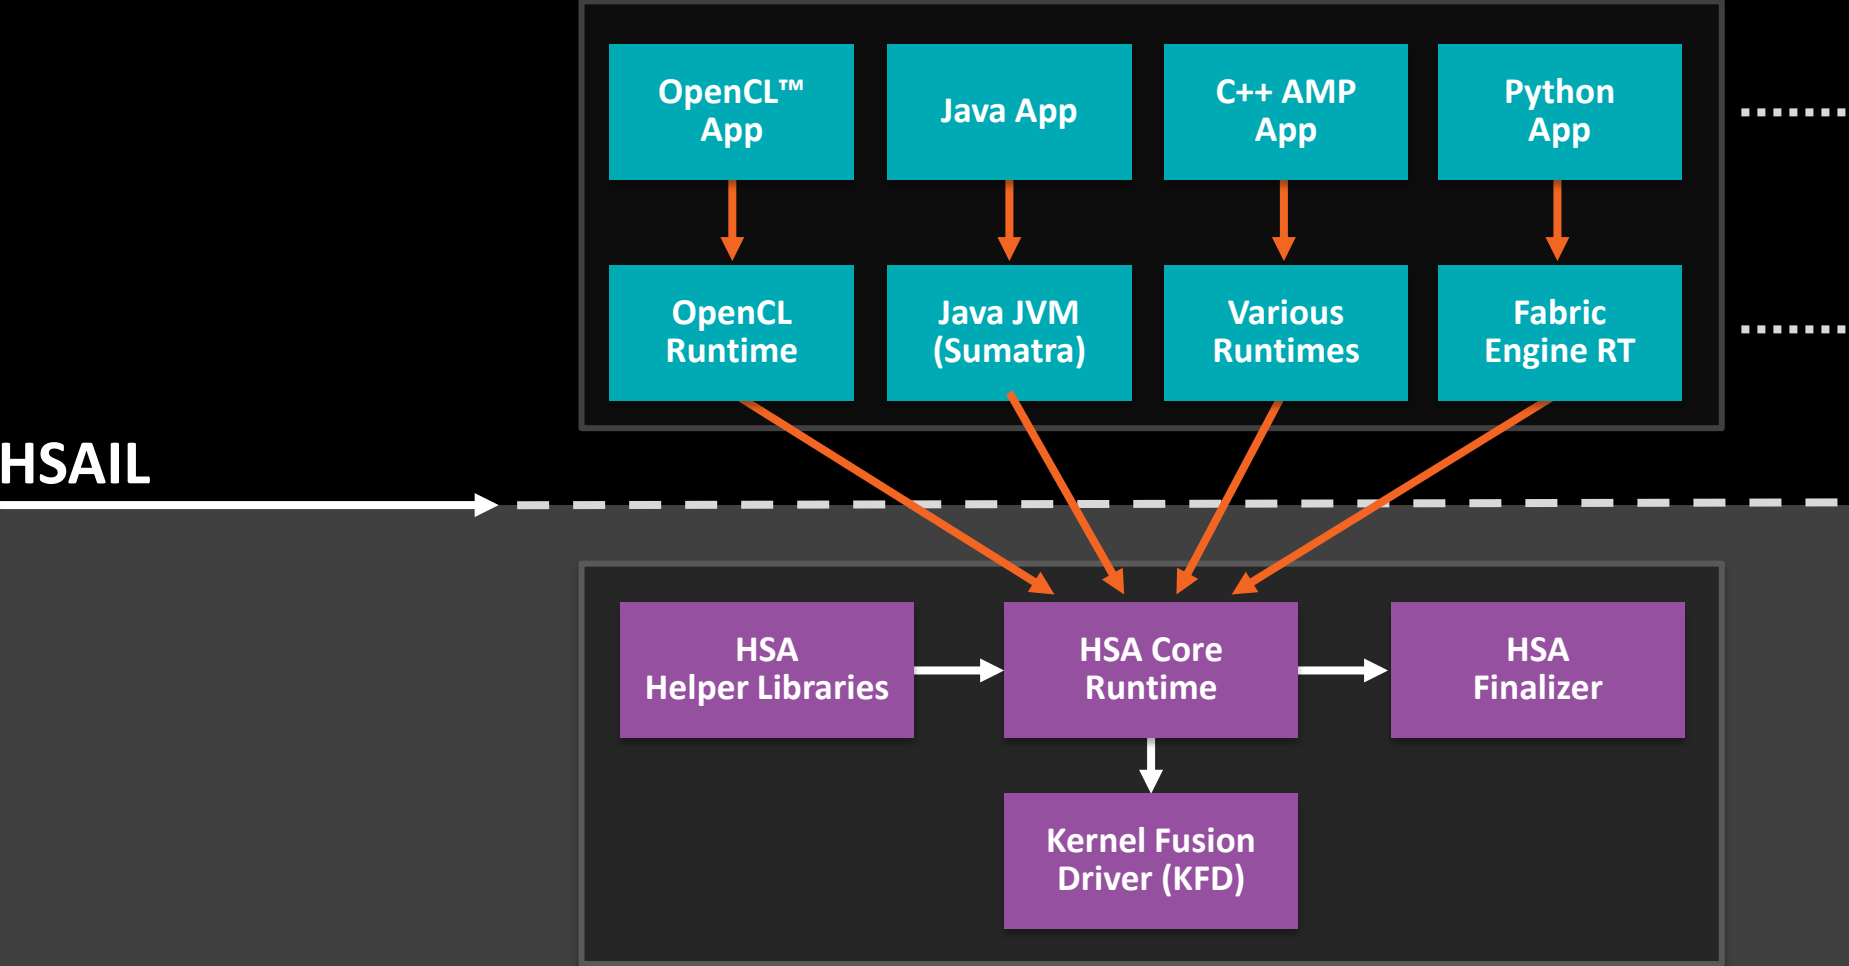 OpenCL™
App
Java App
C++ AMP
App
Python
App
OpenCL
Runtime
Java JVM
(Sumatra)
Various
Runtimes
Fabric
Engine RT
HSAIL
HSA
Helper Libraries
HSA Core
Runtime
HSA
Finalizer
Kernel Fusion
Driver (KFD)